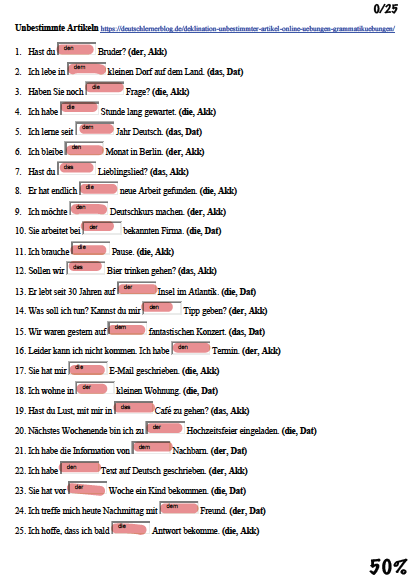 0/25
Unbestimmte Artikeln https://deutschlernerblog.de/deklination-unbestimmter-artikel-online-uebungen-grammatikuebungen/
1. Hast du den Bruder? (der, Akk)
2. Ich lebe in dem kleinen Dorf auf dem Land. (das, Dat)
3. Haben Sie noch die Frage? (die, Akk)
4. Ich habe die Stunde lang gewartet. (die, Akk)
5. Ich lerne seit dem Jahr Deutsch. (das, Dat)
6. Ich bleibe den Monat in Berlin. (der, Akk)
7. Hast du das Lieblingslied? (das, Akk)
8. Er hat endlich die neue Arbeit gefunden. (die, Akk)
9. Ich möchte den Deutschkurs machen. (der, Akk)
10. Sie arbeitet bei der bekannten Firma. (die, Dat)
11. Ich brauche die Pause. (die, Akk)
12. Sollen wir das Bier trinken gehen? (das, Akk)
13. Er lebt seit 30 Jahren auf der Insel im Atlantik. (die, Dat)
14. Was soll ich tun? Kannst du mir den Tipp geben? (der, Akk)
15. Wir waren gestern auf dem fantastischen Konzert. (das, Dat)
16. Leider kann ich nicht kommen. Ich habe den Termin. (der, Akk)
17. Sie hat mir die E-Mail geschrieben. (die, Akk)
18. Ich wohne in der kleinen Wohnung. (die, Dat)
19. Hast du Lust, mit mir in das Café zu gehen? (das, Akk)
20. Nächstes Wochenende bin ich zu der Hochzeitsfeier eingeladen. (die, Dat)
21. Ich habe die Information von dem Nachbarn. (der, Dat)
22. Ich habe den Text auf Deutsch geschrieben. (der, Akk)
23. Sie hat vor der Woche ein Kind bekommen. (die, Dat)
24. Ich treffe mich heute Nachmittag mit dem Freund. (der, Dat)
25. Ich hoffe, dass ich bald die Antwort bekomme. (die, Akk)
50%